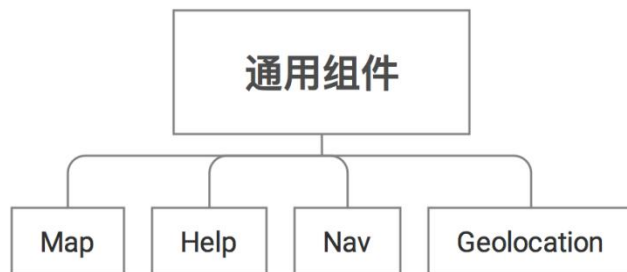 通用组件
Map
Help
Nav
Geolocation